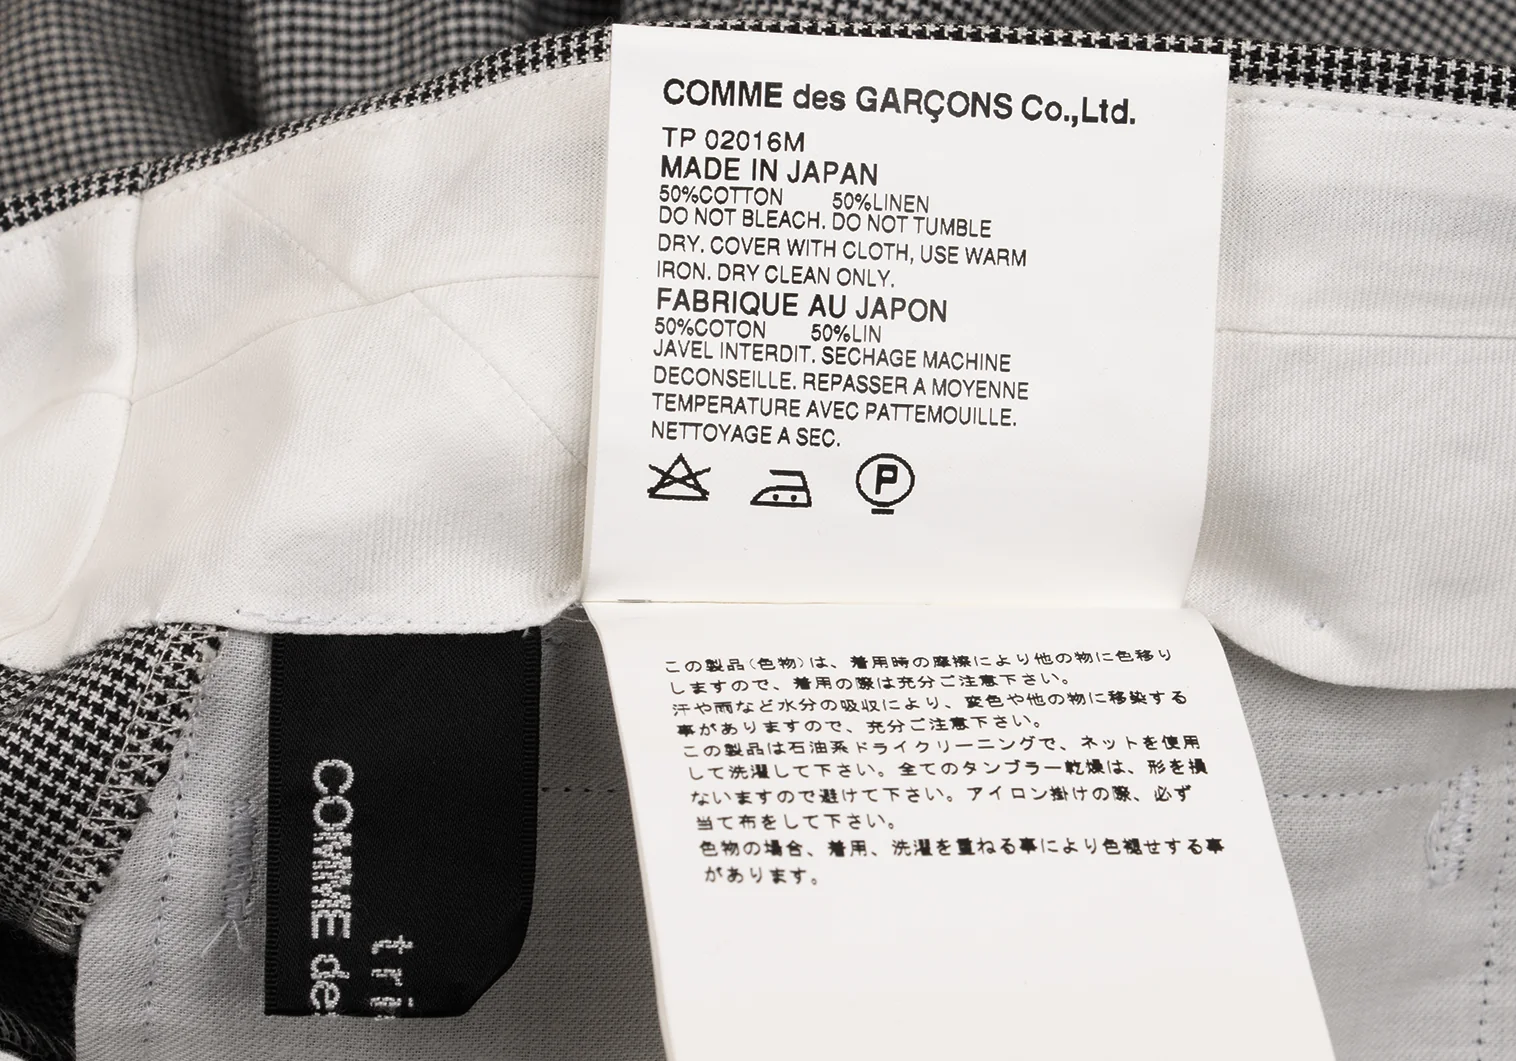 COMME des GARÇONS Co.,Ltd.
TP 02016M
MADE IN JAPAN
50%COTTON 50%LINEN
DO NOT BLEACH. DO NOT TUMBLE
DRY. COVER WITH CLOTH, USE WARM
IRON. DRY CLEAN ONLY.
FABRIQUE AU JAPON
50%COTON 50%LIN
JAVEL INTERDIT. SECHAGE MACHINE
DECONSEILLE. REPASSER A MOYENNE
TEMPERATURE AVEC PATTEMOUILLE.
NETTOYAGE A SEC.
P
この製品(色物)は、着用時の摩擦により他の物に色移り
しますので、着用の際は充分ご注意下さい。
汗や雨など水分の吸収により、変色や他の物に移染する
事がありますので、充分ご注意下さい。
この製品は石油系ドライクリーニングで、ネットを使用
して洗濯して下さい。全てのタンブラー乾燥は、形を損
ないますので避けて下さい。アイロン掛けの際、必ず
当て布をして下さい。
色物の場合、着用、洗濯を重ねる事により色褪せする事
があります。
tri
COMME de